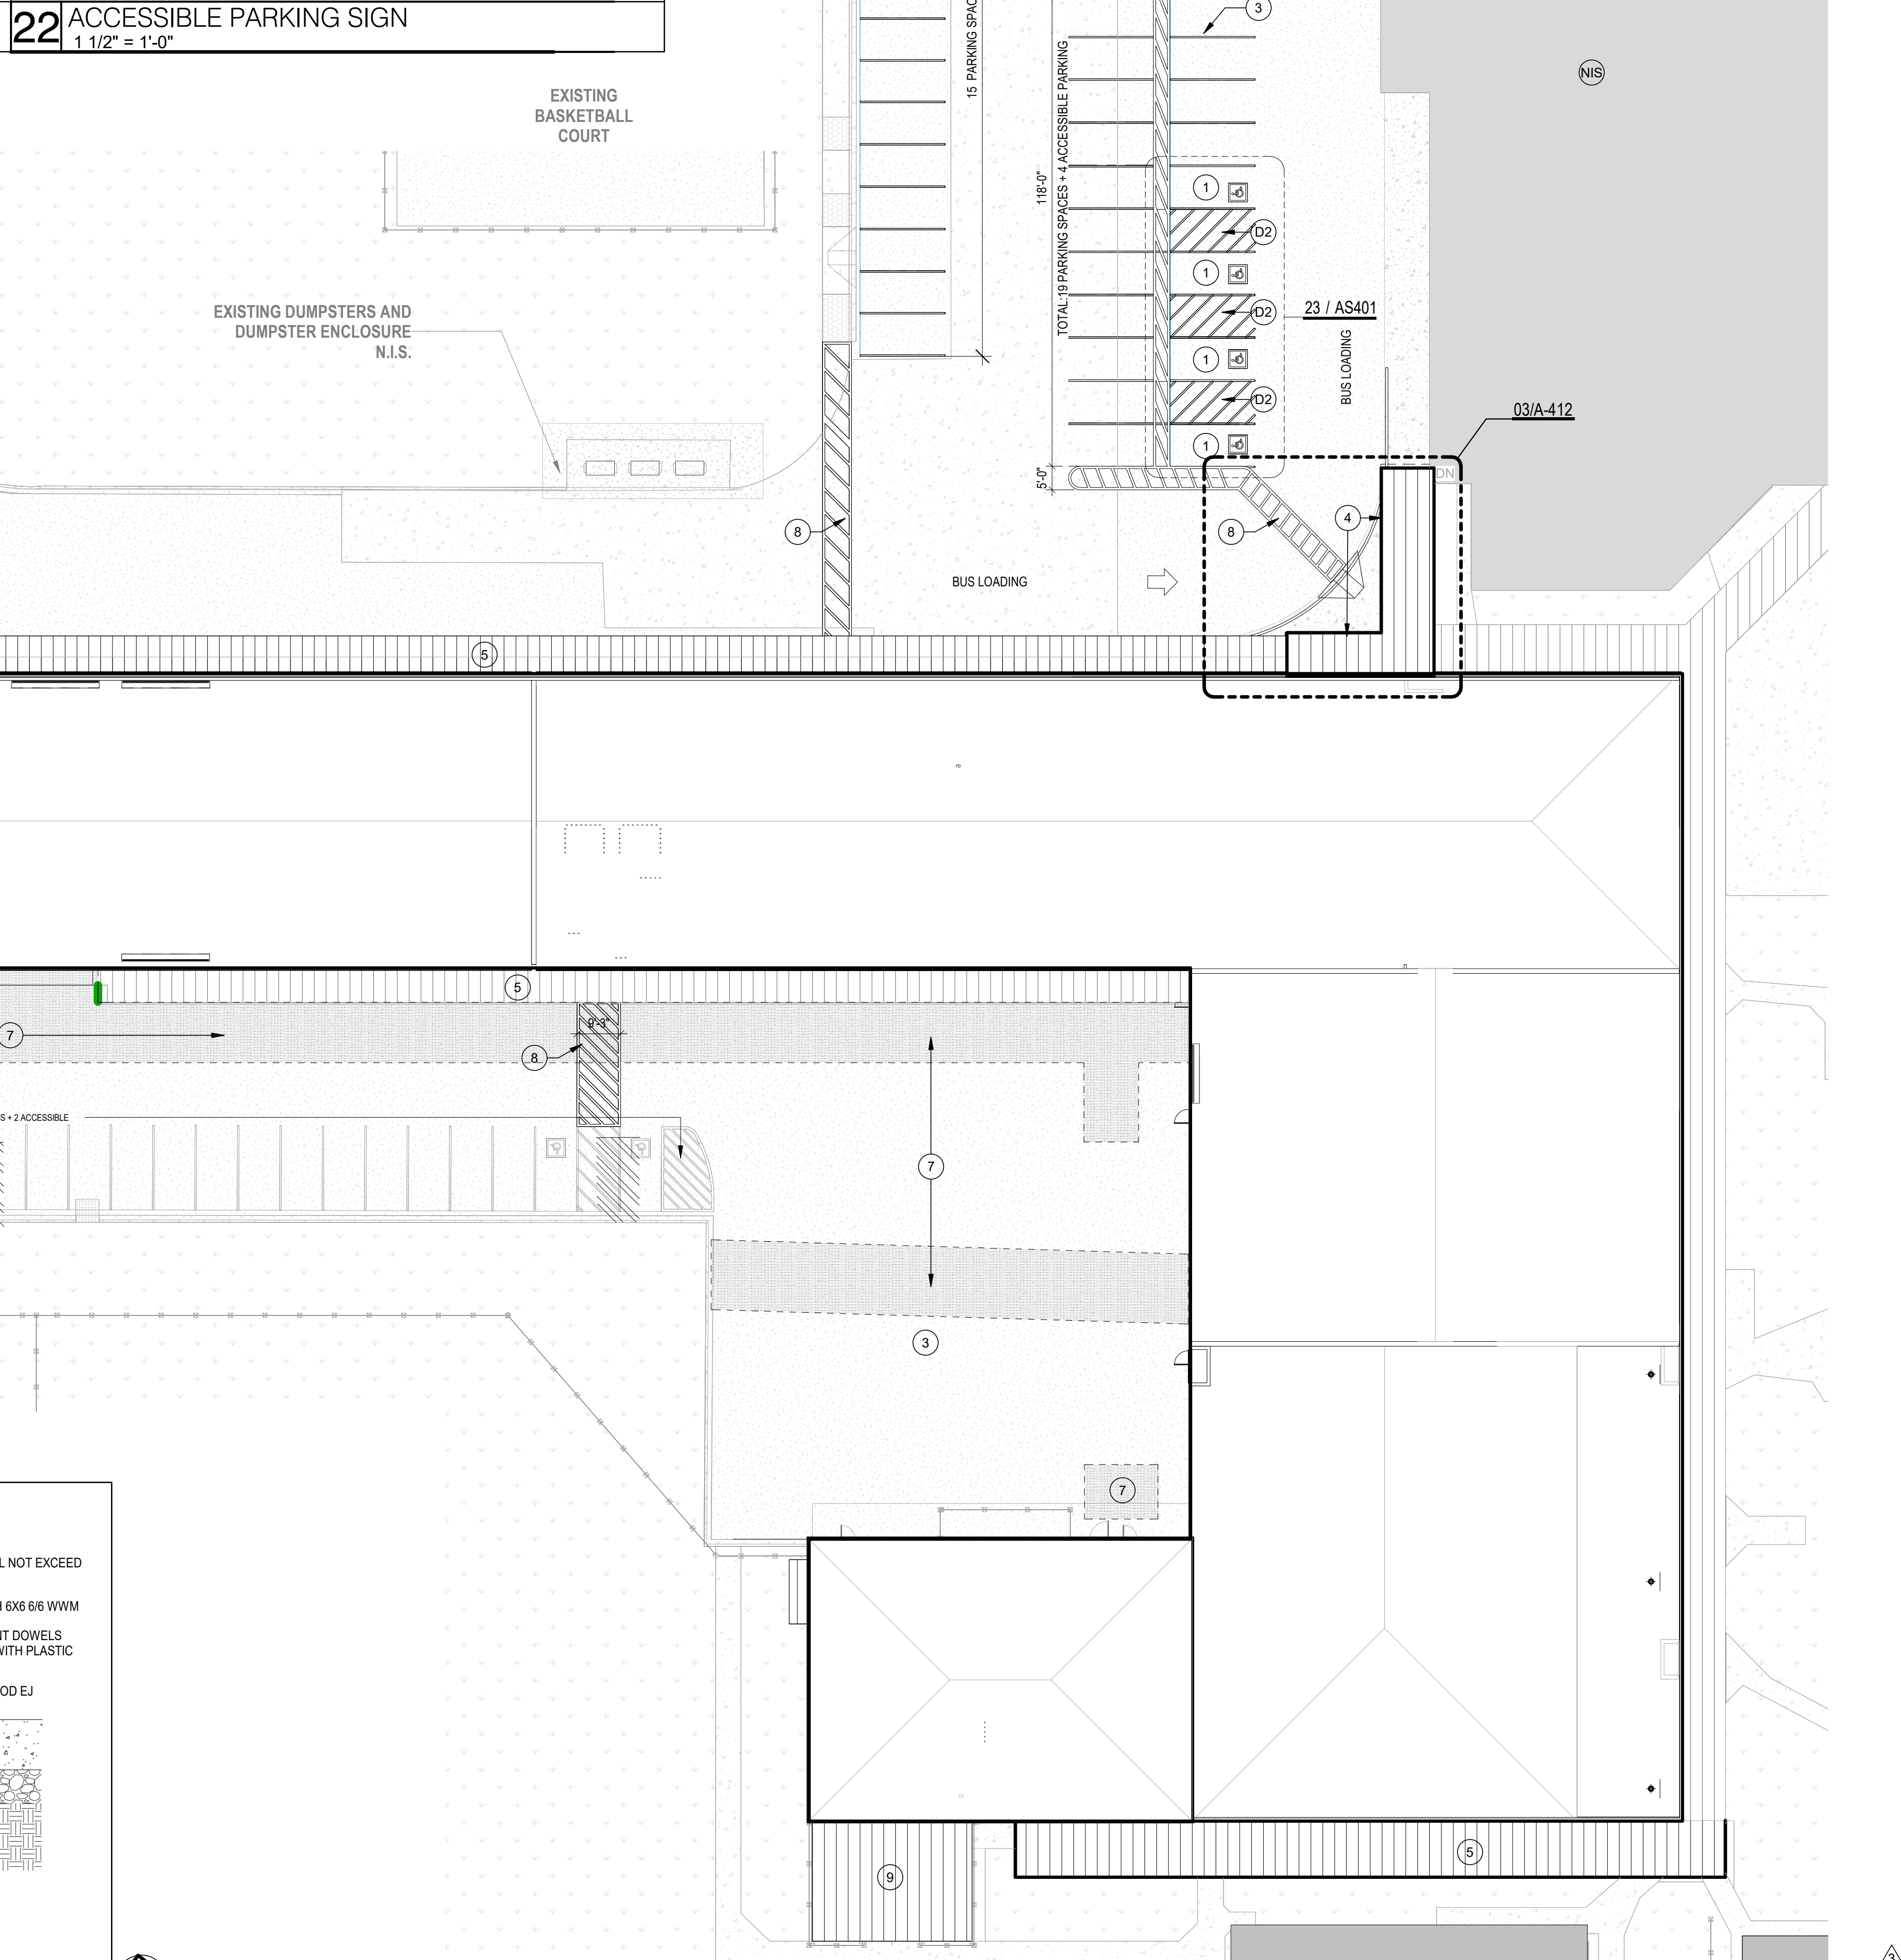 22
ACCESSIBLE PARKING SIGN
1 1/2" = 1'-0"
15 PARKING
TOTAL:19 PARKING SPACES + 4 ACCESSIBLE PARKING
118'-0"
5'-0"
3
NIS
EXISTING
BASKETBALL
COURT
1
D2
1
D2
1
D2
1
23 / AS401
BUS LOADING
EXISTING DUMPSTERS AND
DUMPSTER ENCLOSURE
N.I.S.
03/A-412
DN
8
8
4
BUS LOADING
5
5
9'-3"
7
8
+ 2 ACCESSIBLE
7
3
7
NOT EXCEED
6X6 6/6 WWM
DOWELS
WITH PLASTIC
EJ
5
9
3